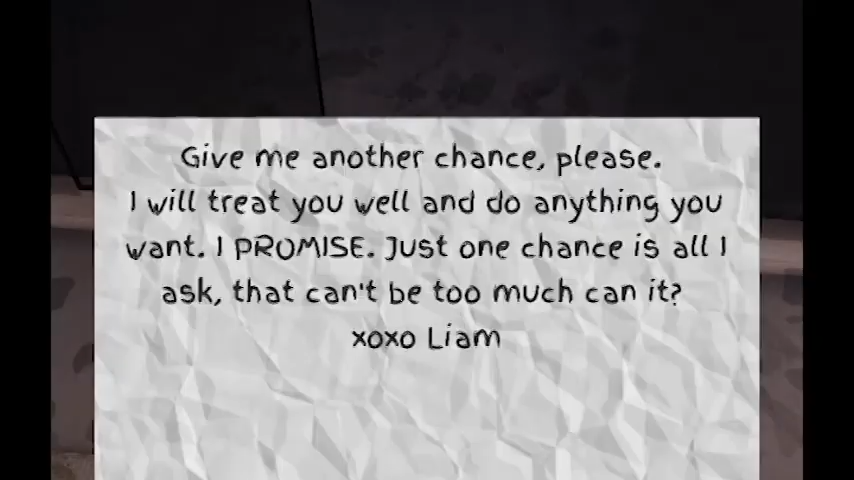 Give me another chance, please.
I will treat you well and do anything you
want. I PROMISE. Just one chance is all I
ask, that can't be too much can it?
xoxo Liam